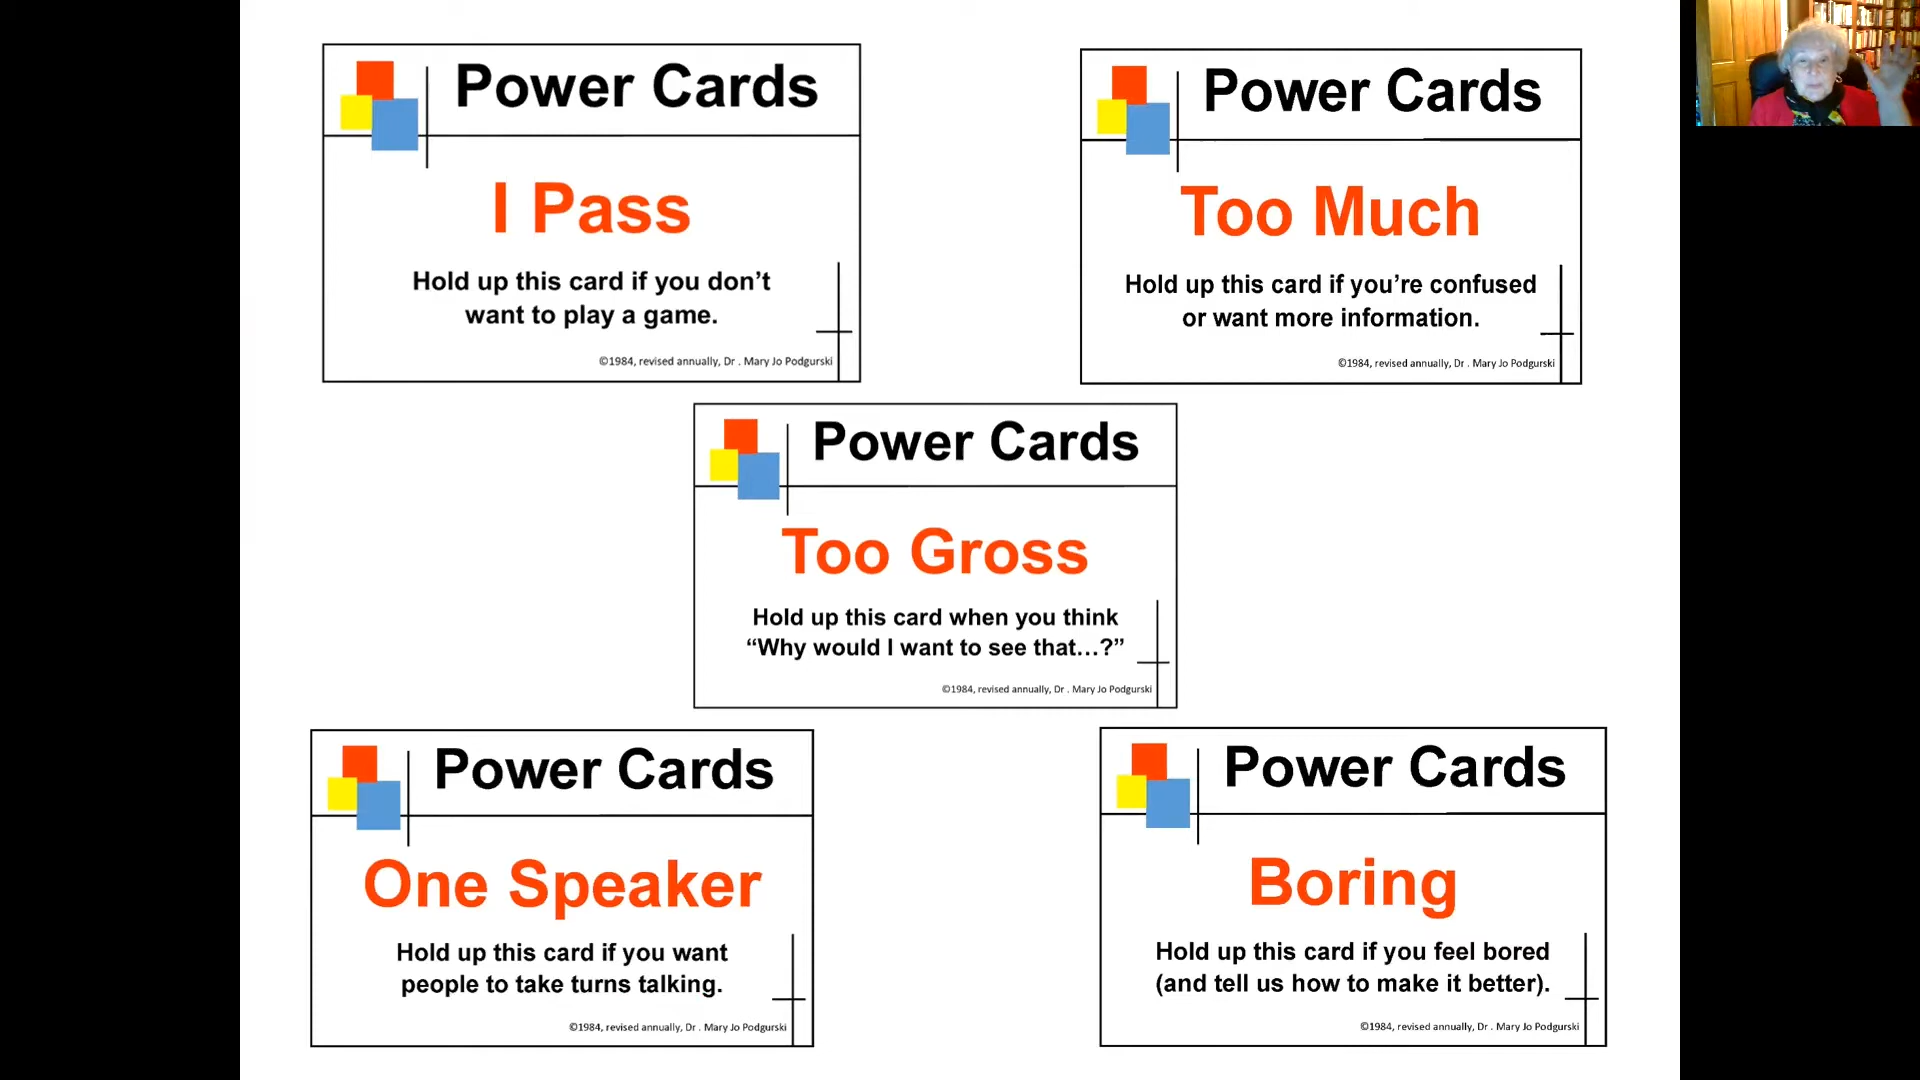 Power Cards
I Pass
Hold up this card if you don’t
want to play a game.
©1984, revised annually, Dr . Mary Jo Podgurski
Power Cards
Too Much
Hold up this card if you’re confused
or want more information.
©1984, revised annually, Dr . Mary Jo Podgurski
Power Cards
Too Gross
Hold up this card when you think
“Why would I want to see that…?”
©1984, revised annually, Dr . Mary Jo Podgurski
Power Cards
One Speaker
Hold up this card if you want
people to take turns talking.
©1984, revised annually, Dr . Mary Jo Podgurski
Power Cards
Boring
Hold up this card if you feel bored
(and tell us how to make it better).
©1984, revised annually, Dr . Mary Jo Podgurski